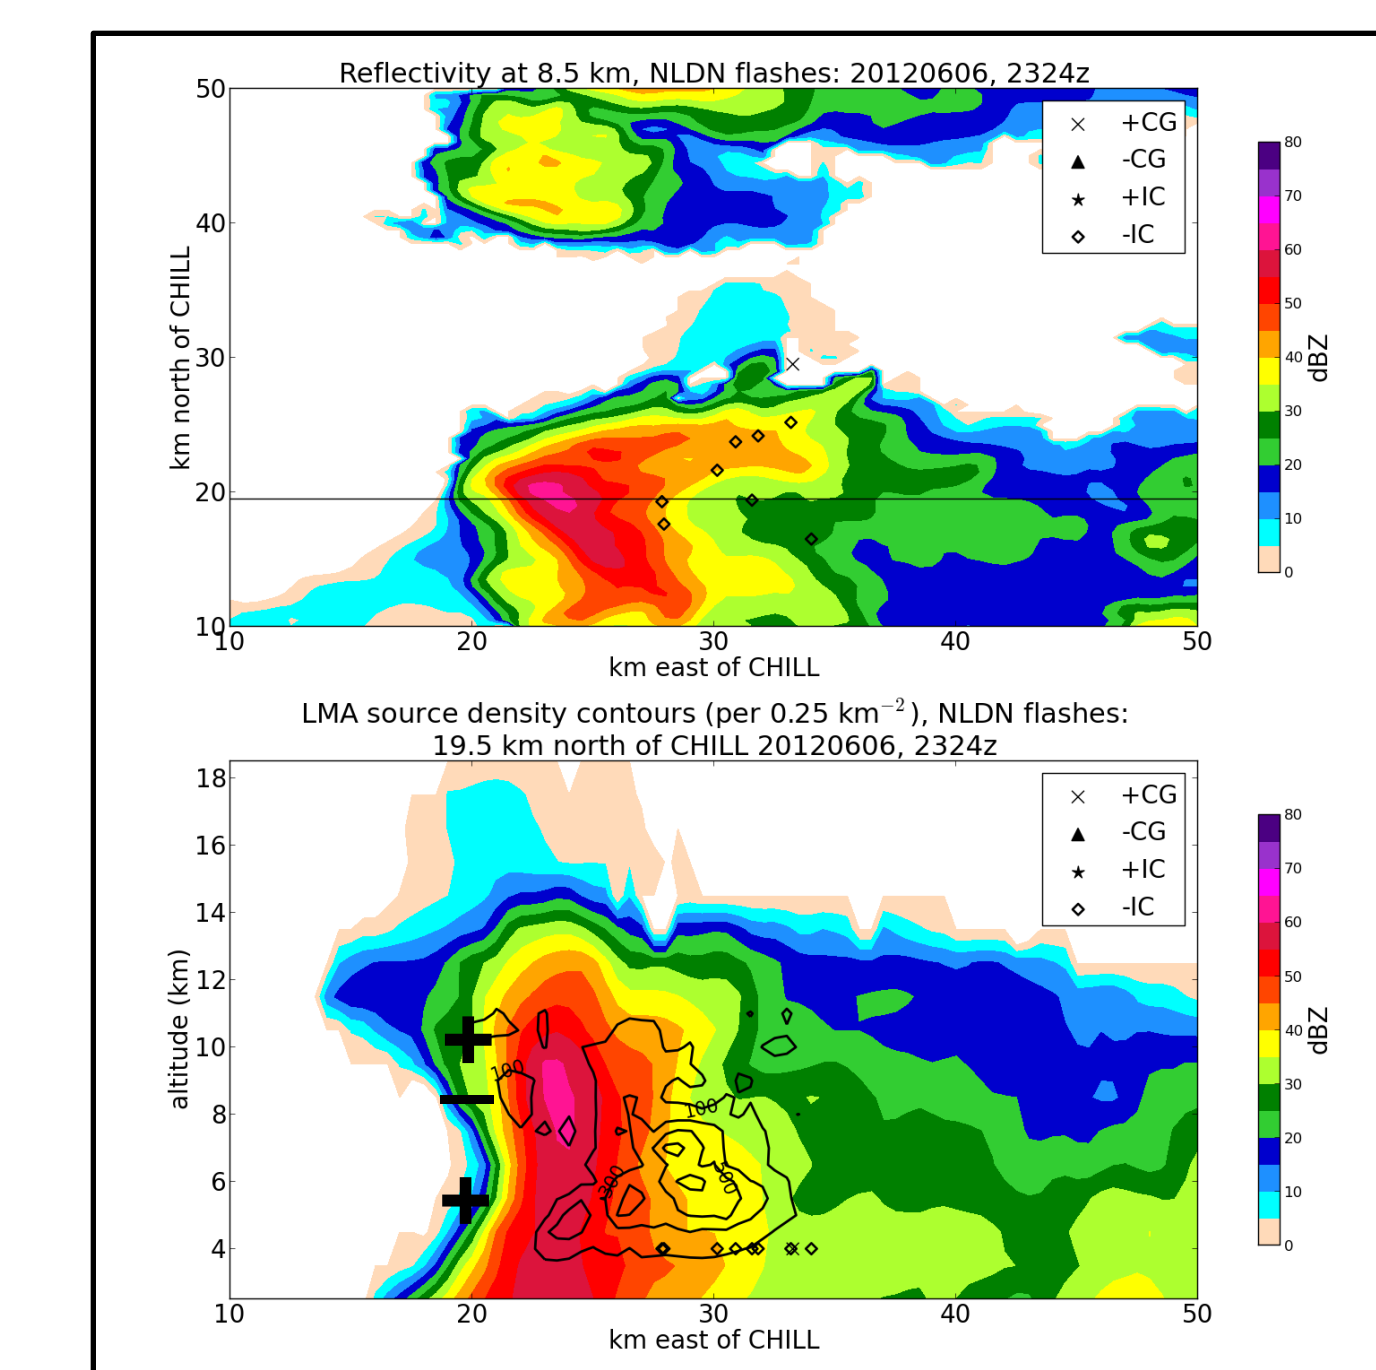 Reflectivity at 8.5 km, NLDN flashes: 20120606, 2324z
50
40
30
20
10
km north of CHILL
10 20 30 40 50
km east of CHILL
+CG
-CG
+IC
-IC
80
70
60
50
40
30
20
10
0
dBZ
LMA source density contours (per 0.25 km⁻²), NLDN flashes:
19.5 km north of CHILL 20120606, 2324z
18
16
14
12
10
8
6
4
altitude (km)
100
100
300
500
10 20 30 40 50
km east of CHILL
+CG
-CG
+IC
-IC
80
70
60
50
40
30
20
10
0
dBZ